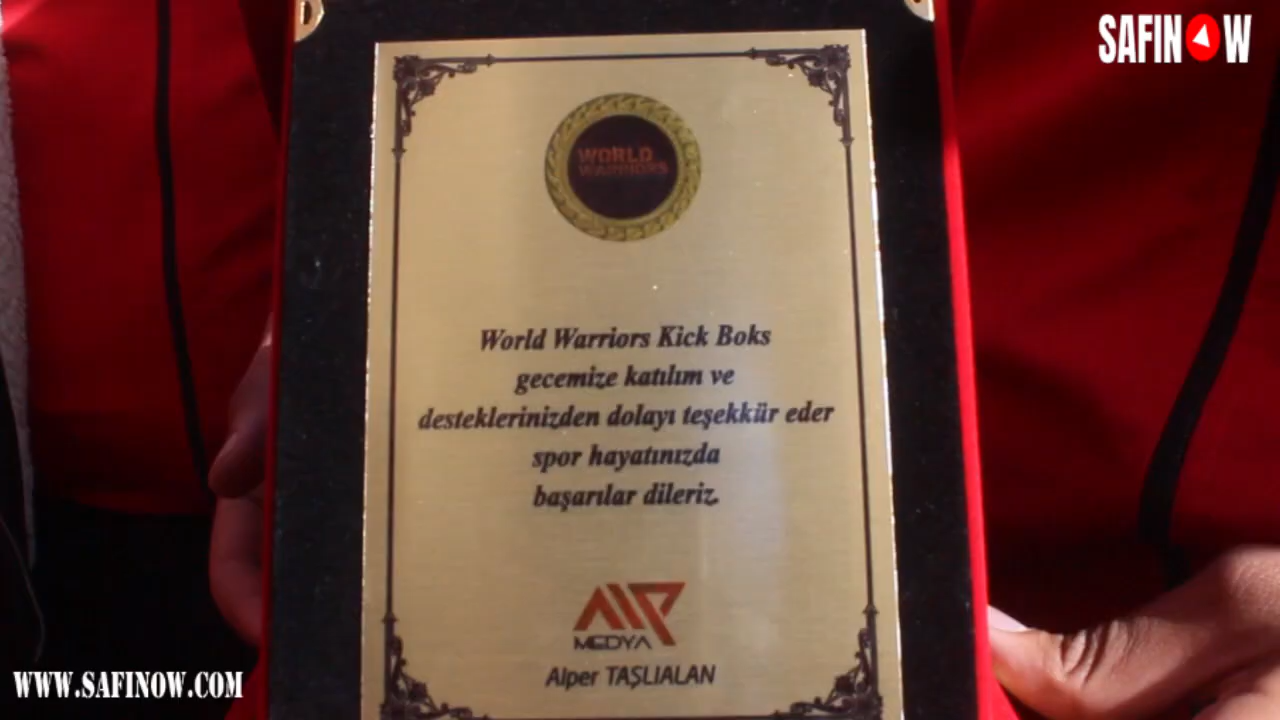 SAFINOW
WORLD
WARRIORS
World Warriors Kick Boks
gecemize katılım ve
desteklerinizden dolayı teşekkür eder
spor hayatınızda
başarılar dileriz.
ALP
MEDYA
Alper TAŞLIALAN
WWW.SAFINOW.COM